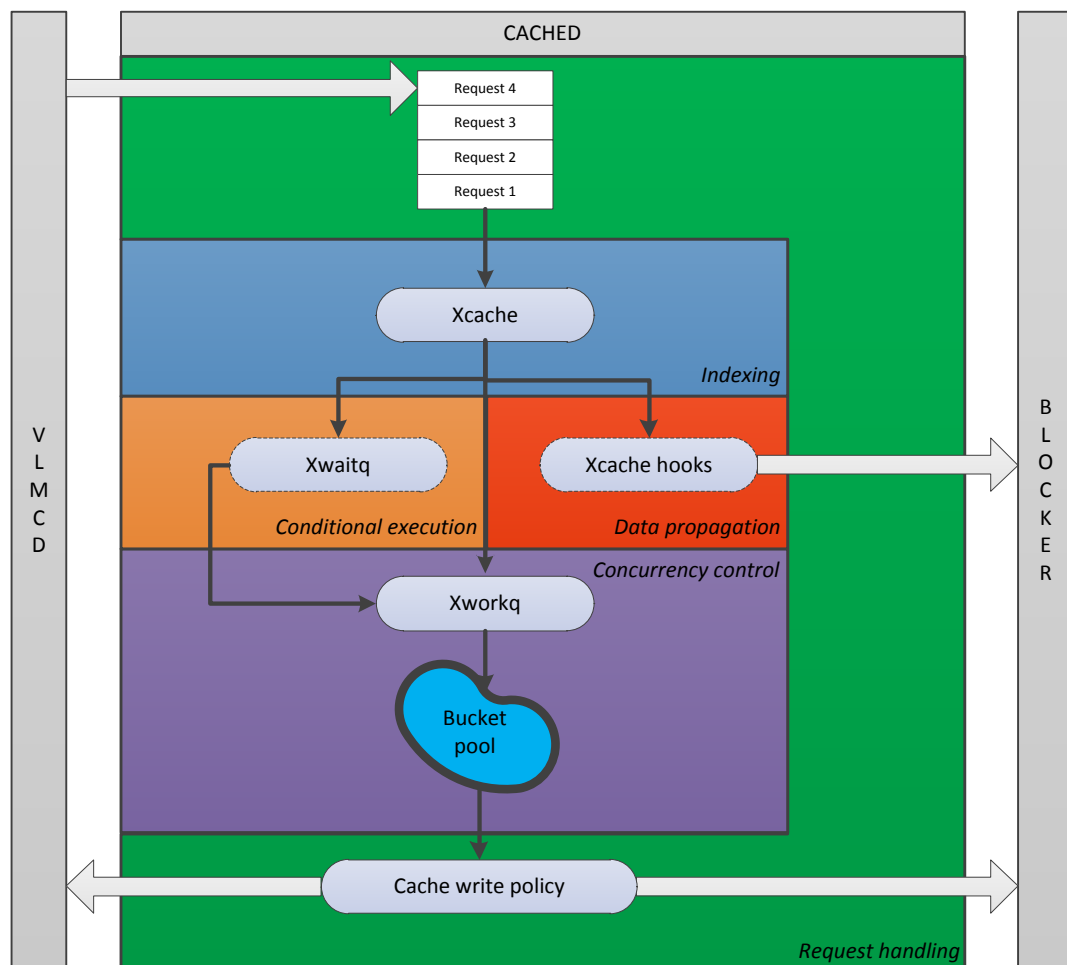 CACHED
Request 4
Request 3
Request 2
Request 1
Xcache
Indexing
V
L
M
C
D
B
L
O
C
K
E
R
Xwaitq
Xcache hooks
Conditional execution
Data propagation
Concurrency control
Xworkq
Bucket
pool
Cache write policy
Request handling